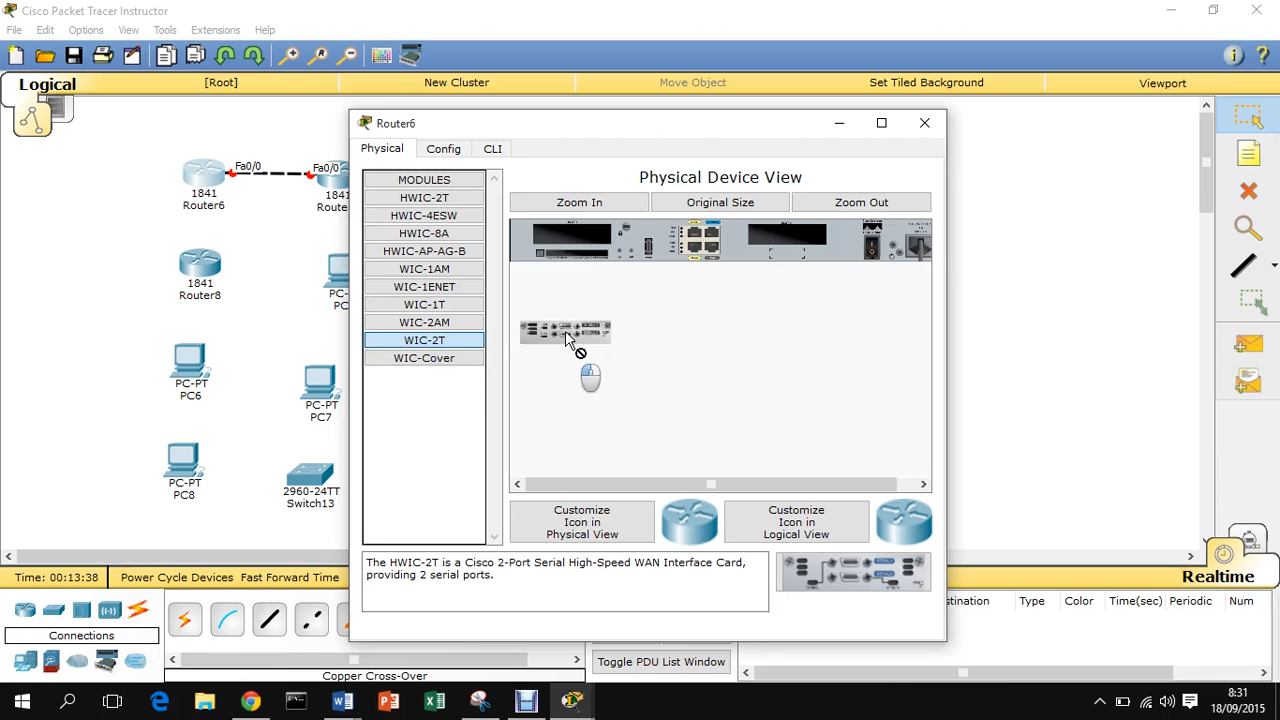 Cisco Packet Tracer Instructor
File Edit Options View Tools Extensions Help
Logical
[Root]
New Cluster
Move Object
Set Tiled Background
Viewport
Fa0/0
Fa0/0
1841
Router6
1841
Route
1841
Router8
PC-PT
PC6
PC-PT
PC7
PC-PT
PC8
2960-24TT
Switch13
Router6
Physical
Config
CLI
MODULES
HWIC-2T
HWIC-4ESW
HWIC-8A
HWIC-AP-AG-B
WIC-1AM
WIC-1ENET
WIC-1T
WIC-2AM
WIC-2T
WIC-Cover
Physical Device View
Zoom In
Original Size
Zoom Out
Customize
Icon in
Physical View
Customize
Icon in
Logical View
The HWIC-2T is a Cisco 2-Port Serial High-Speed WAN Interface Card,
providing 2 serial ports.
Time: 00:13:38
Power Cycle Devices Fast Forward Time
Realtime
Connections
Copper Cross-Over
Toggle PDU List Window
stination Type Color Time(sec) Periodic Num
8:31
18/09/2015